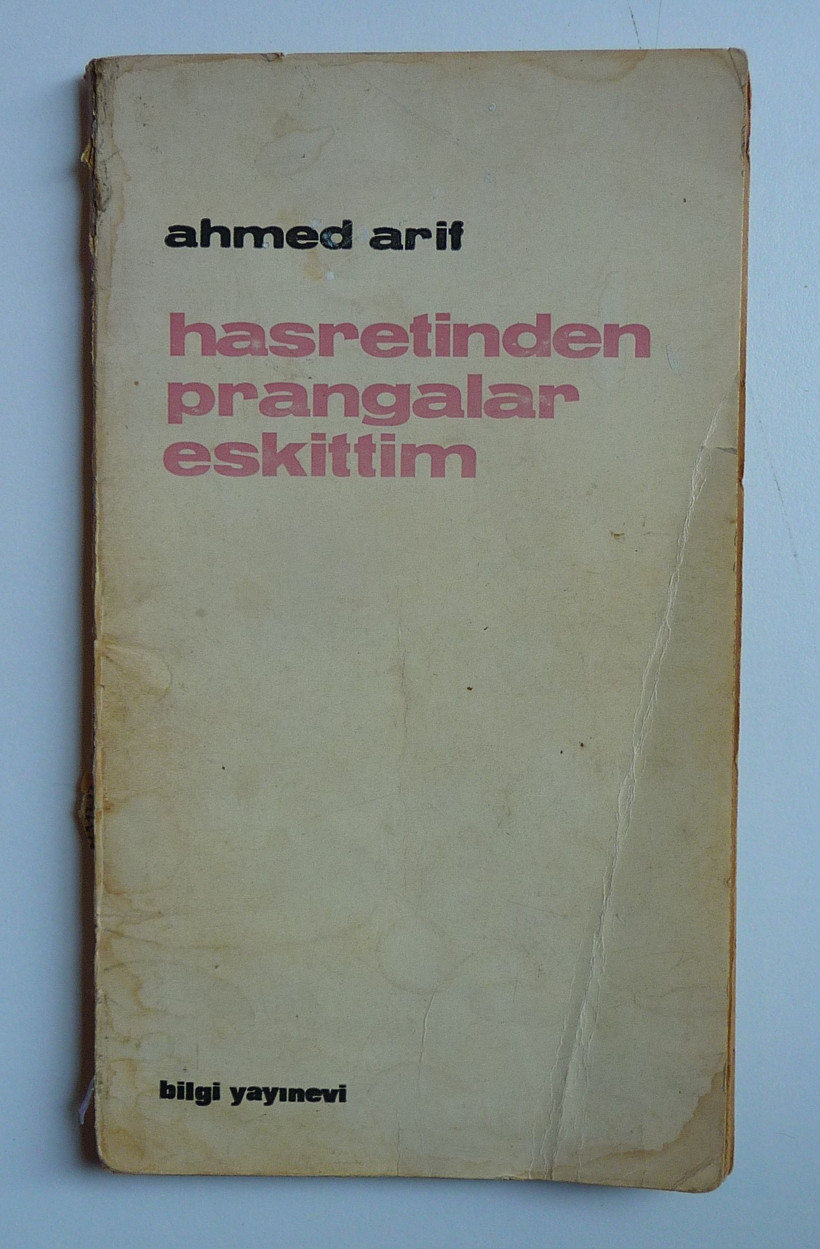 ahmed arif
hasretinden
prangalar
eskittim
bilgi yayınevi